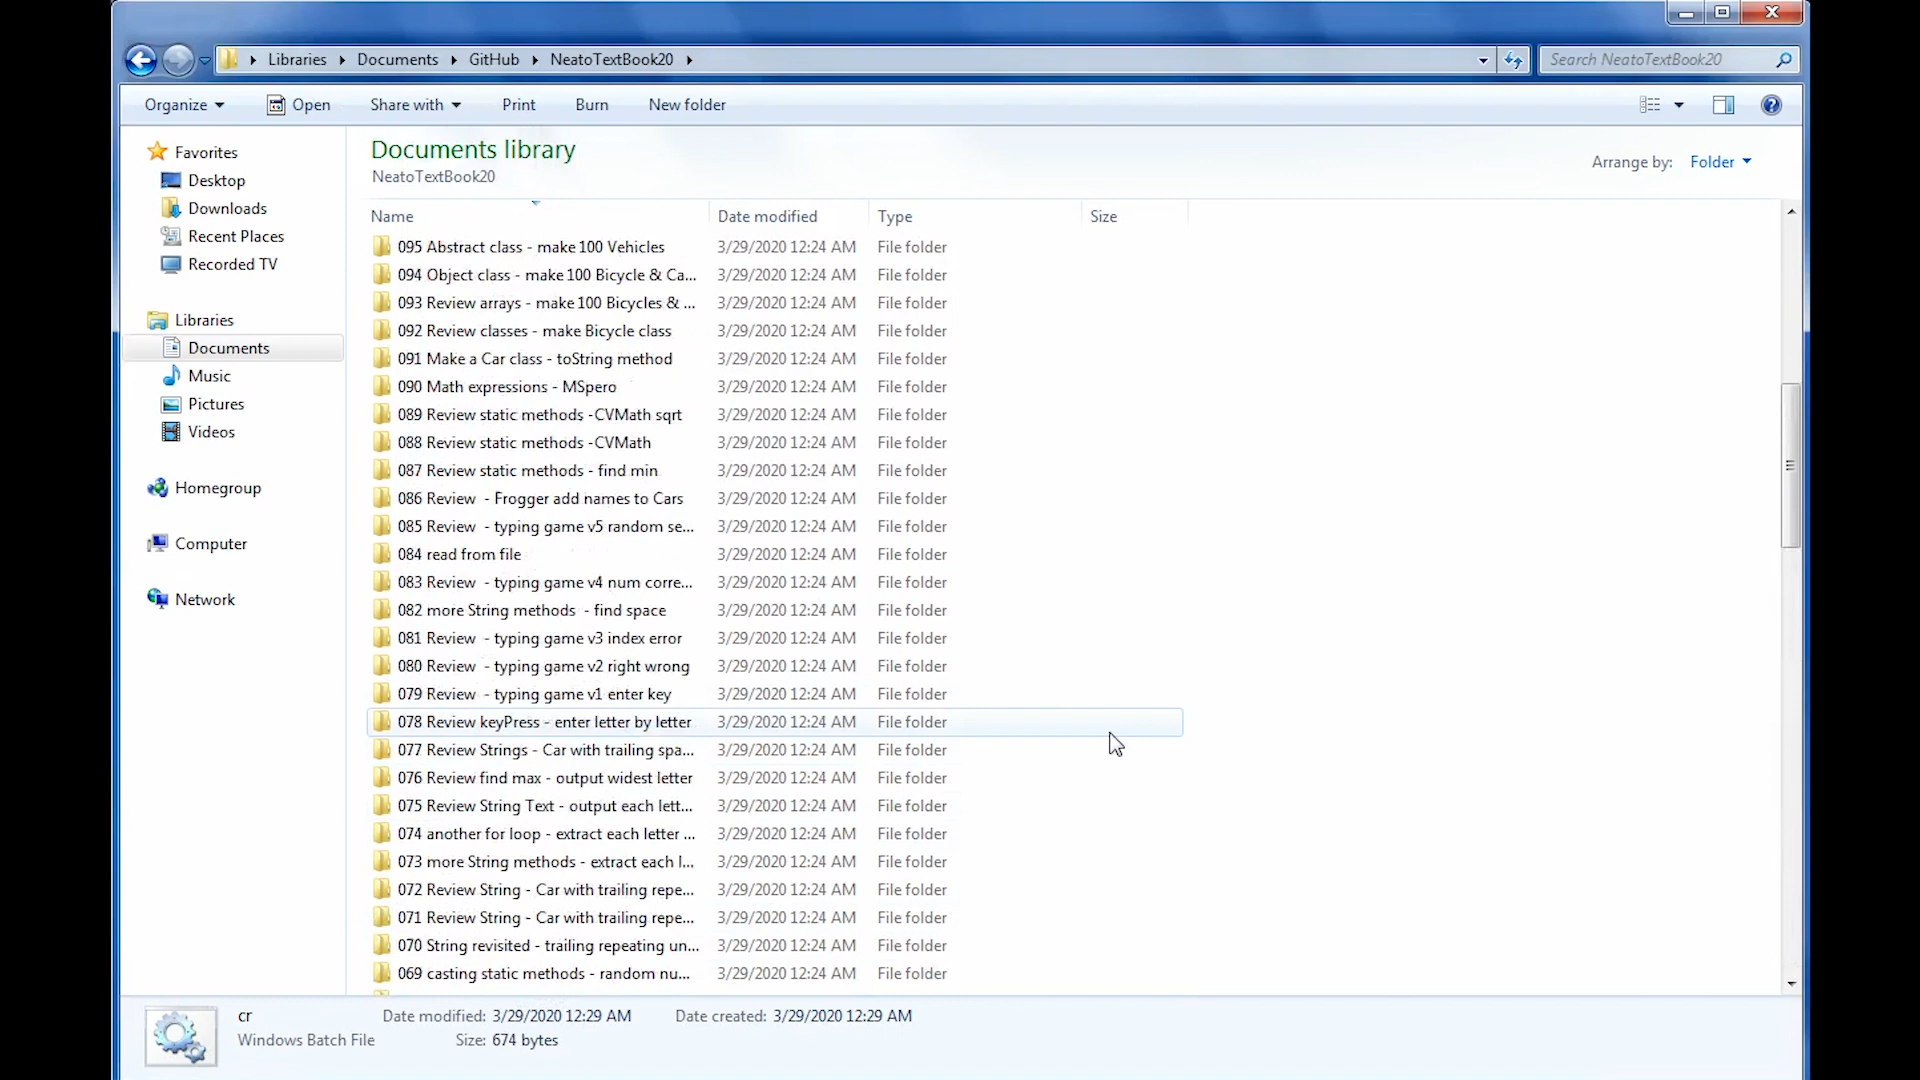 Libraries Documents GitHub NeatoTextBook20
Search NeatoTextBook20
Organize Open Share with Print Burn New folder
Favorites
Desktop
Downloads
Recent Places
Recorded TV
Libraries
Documents
Music
Pictures
Videos
Homegroup
Computer
Network
Documents library
NeatoTextBook20
Arrange by: Folder
Name Date modified Type Size
095 Abstract class - make 100 Vehicles 3/29/2020 12:24 AM File folder
094 Object class - make 100 Bicycle & Ca... 3/29/2020 12:24 AM File folder
093 Review arrays - make 100 Bicycles & ... 3/29/2020 12:24 AM File folder
092 Review classes - make Bicycle class 3/29/2020 12:24 AM File folder
091 Make a Car class - toString method 3/29/2020 12:24 AM File folder
090 Math expressions - MSpero 3/29/2020 12:24 AM File folder
089 Review static methods -CVMath sqrt 3/29/2020 12:24 AM File folder
088 Review static methods -CVMath 3/29/2020 12:24 AM File folder
087 Review static methods - find min 3/29/2020 12:24 AM File folder
086 Review  - Frogger add names to Cars 3/29/2020 12:24 AM File folder
085 Review  - typing game v5 random se... 3/29/2020 12:24 AM File folder
084 read from file 3/29/2020 12:24 AM File folder
083 Review  - typing game v4 num corre... 3/29/2020 12:24 AM File folder
082 more String methods  - find space 3/29/2020 12:24 AM File folder
081 Review  - typing game v3 index error 3/29/2020 12:24 AM File folder
080 Review  - typing game v2 right wrong 3/29/2020 12:24 AM File folder
079 Review  - typing game v1 enter key 3/29/2020 12:24 AM File folder
078 Review keyPress - enter letter by letter 3/29/2020 12:24 AM File folder
077 Review Strings - Car with trailing spa... 3/29/2020 12:24 AM File folder
076 Review find max - output widest letter 3/29/2020 12:24 AM File folder
075 Review String Text - output each lett... 3/29/2020 12:24 AM File folder
074 another for loop - extract each letter ... 3/29/2020 12:24 AM File folder
073 more String methods - extract each l... 3/29/2020 12:24 AM File folder
072 Review String - Car with trailing repe... 3/29/2020 12:24 AM File folder
071 Review String - Car with trailing repe... 3/29/2020 12:24 AM File folder
070 String revisited - trailing repeating un... 3/29/2020 12:24 AM File folder
069 casting static methods - random nu... 3/29/2020 12:24 AM File folder
cr Date modified: 3/29/2020 12:29 AM Date created: 3/29/2020 12:29 AM
Windows Batch File Size: 674 bytes